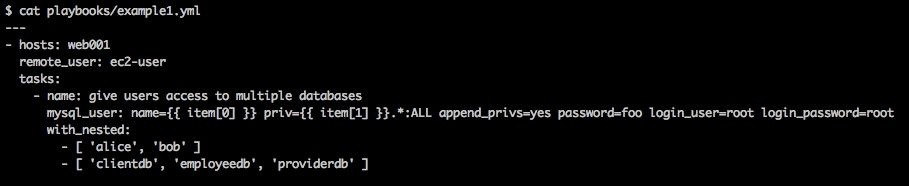 $ cat playbooks/example1.yml
---
- hosts: web001
  remote_user: ec2-user
  tasks:
    - name: give users access to multiple databases
      mysql_user: name={{ item[0] }} priv={{ item[1] }}.*:ALL append_privs=yes password=foo login_user=root login_password=root
      with_nested:
        - [ 'alice', 'bob' ]
        - [ 'clientdb', 'employeedb', 'providerdb' ]